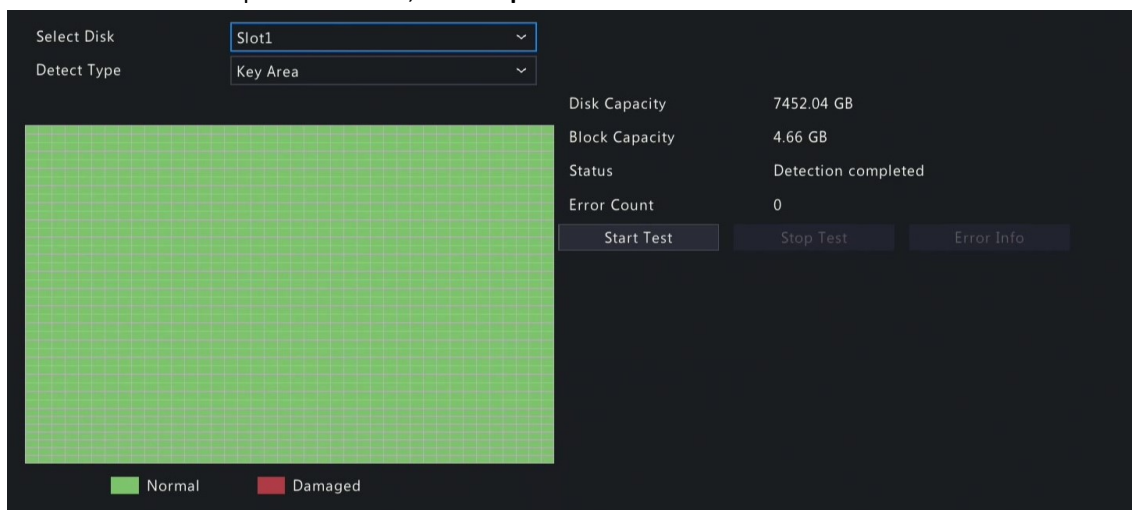 Select Disk Slot1
Detect Type Key Area
Disk Capacity 7452.04 GB
Block Capacity 4.66 GB
Status Detection completed
Error Count 0
Start Test Stop Test Error Info
Normal Damaged